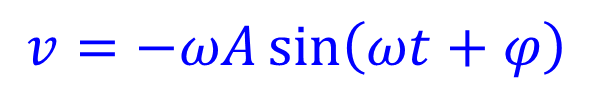 v = −ωA sin(ωt + φ)